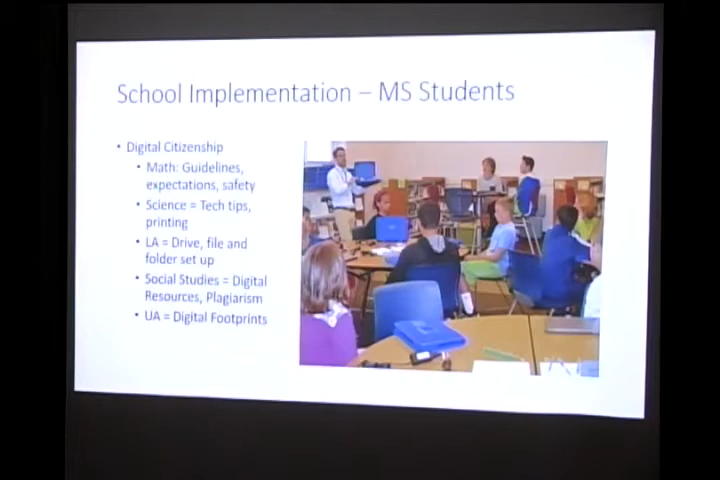 School Implementation – MS Students
• Digital Citizenship
• Math: Guidelines,
expectations, safety
• Science = Tech tips,
printing
• LA = Drive, file and
folder set up
• Social Studies = Digital
Resources, Plagiarism
• UA = Digital Footprints